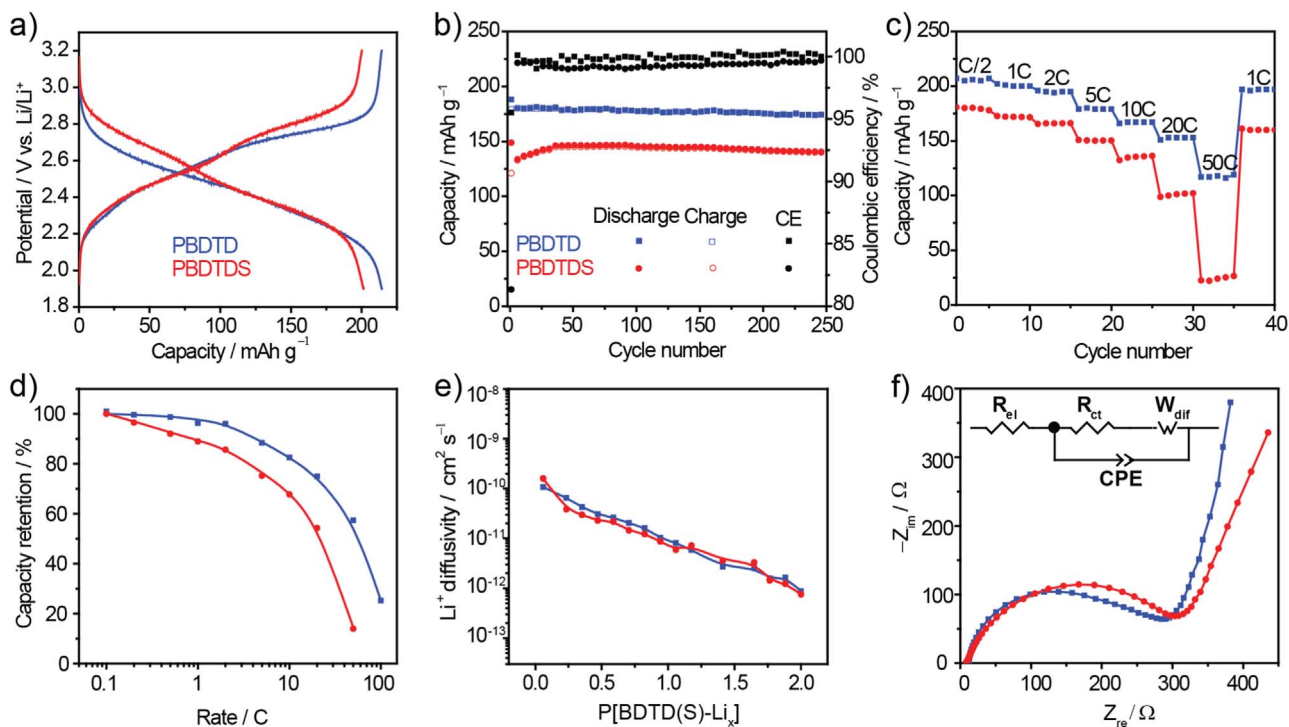 a)
3.2
3.0
2.8
2.6
2.4
2.2
2.0
1.8
Potential / V vs. Li/Li⁺
PBDTD
PBDTDS
0 50 100 150 200
Capacity / mAh g⁻¹
b)
250
225
200
175
150
125
100
75
50
25
0
Capacity / mAh g⁻¹
Discharge Charge CE
PBDTD
PBDTDS
100
95
90
85
80
Coulombic efficiency / %
0 50 100 150 200 250
Cycle number
c)
250
200
150
100
50
0
Capacity / mAh g⁻¹
C/2 1C 2C 5C 10C 20C 50C 1C
0 10 20 30 40
Cycle number
d)
100
80
60
40
20
0
Capacity retention / %
0.1 1 10 100
Rate / C
e)
10⁻⁸
10⁻⁹
10⁻¹⁰
10⁻¹¹
10⁻¹²
10⁻¹³
Li⁺ diffusivity / cm² s⁻¹
0.0 0.5 1.0 1.5 2.0
P[BDTD(S)-Liₓ]
f)
400
300
200
100
0
−Z_im / Ω
R_el R_ct W_dif
CPE
0 100 200 300 400
Z_re / Ω